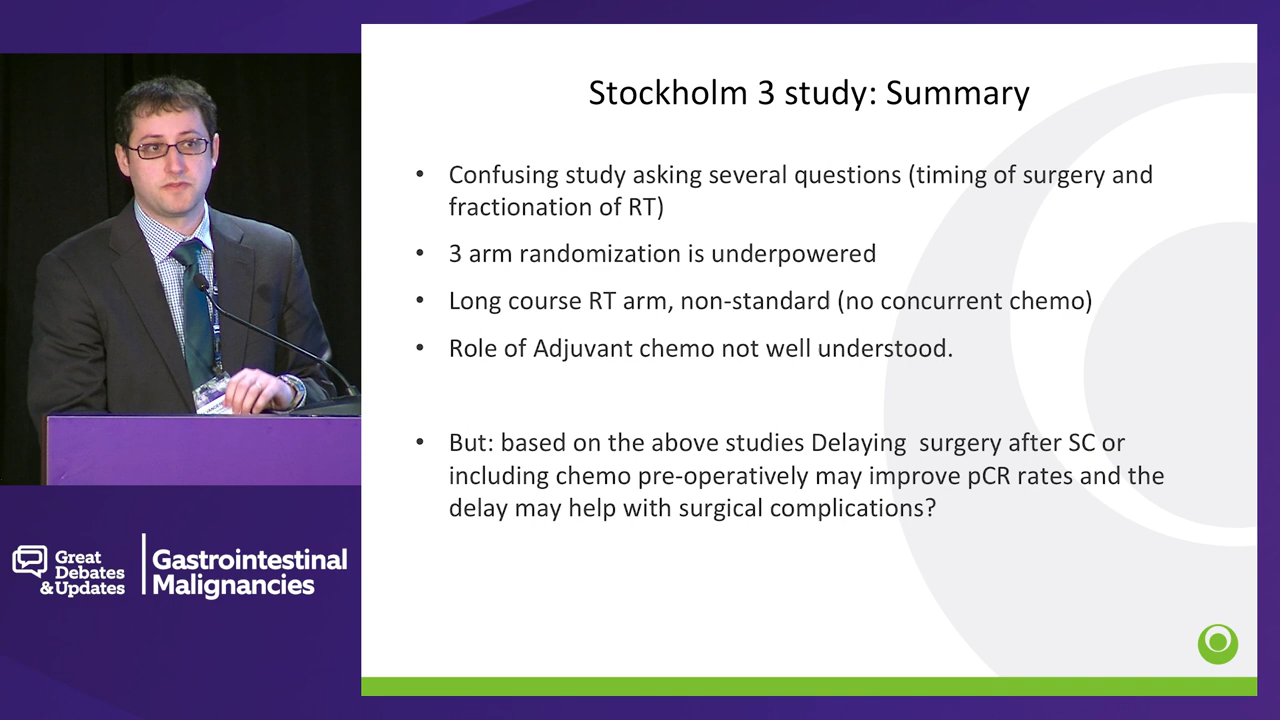 Stockholm 3 study: Summary
• Confusing study asking several questions (timing of surgery and
fractionation of RT)
• 3 arm randomization is underpowered
• Long course RT arm, non-standard (no concurrent chemo)
• Role of Adjuvant chemo not well understood.
• But: based on the above studies Delaying  surgery after SC or
including chemo pre-operatively may improve pCR rates and the
delay may help with surgical complications?
Great
Debates
& Updates
Gastrointestinal
Malignancies